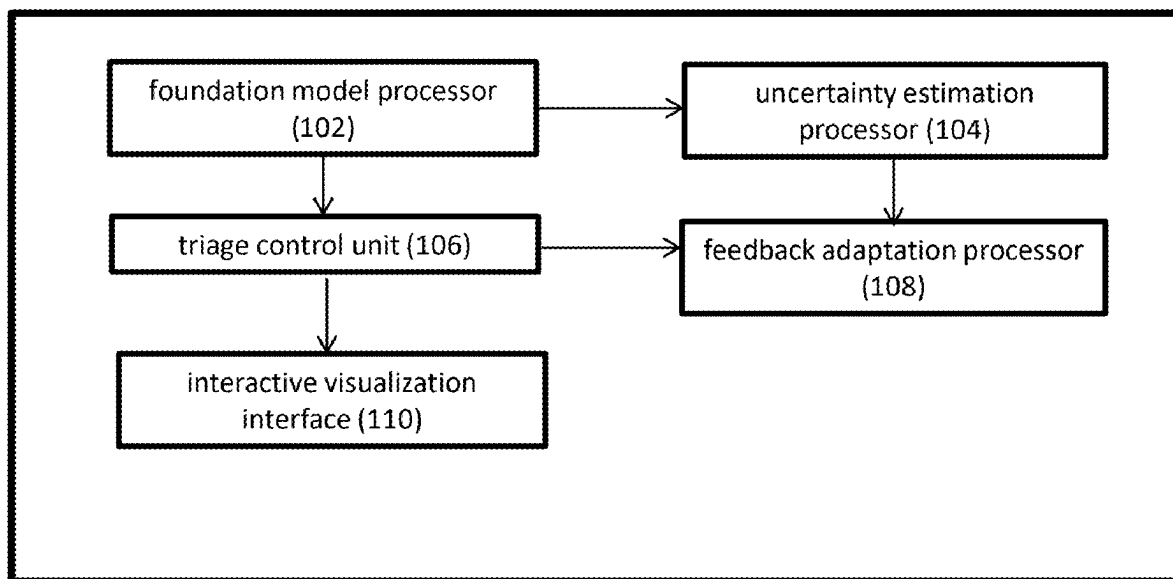 foundation model processor
(102)
uncertainty estimation
processor (104)
triage control unit (106)
feedback adaptation processor
(108)
interactive visualization
interface (110)